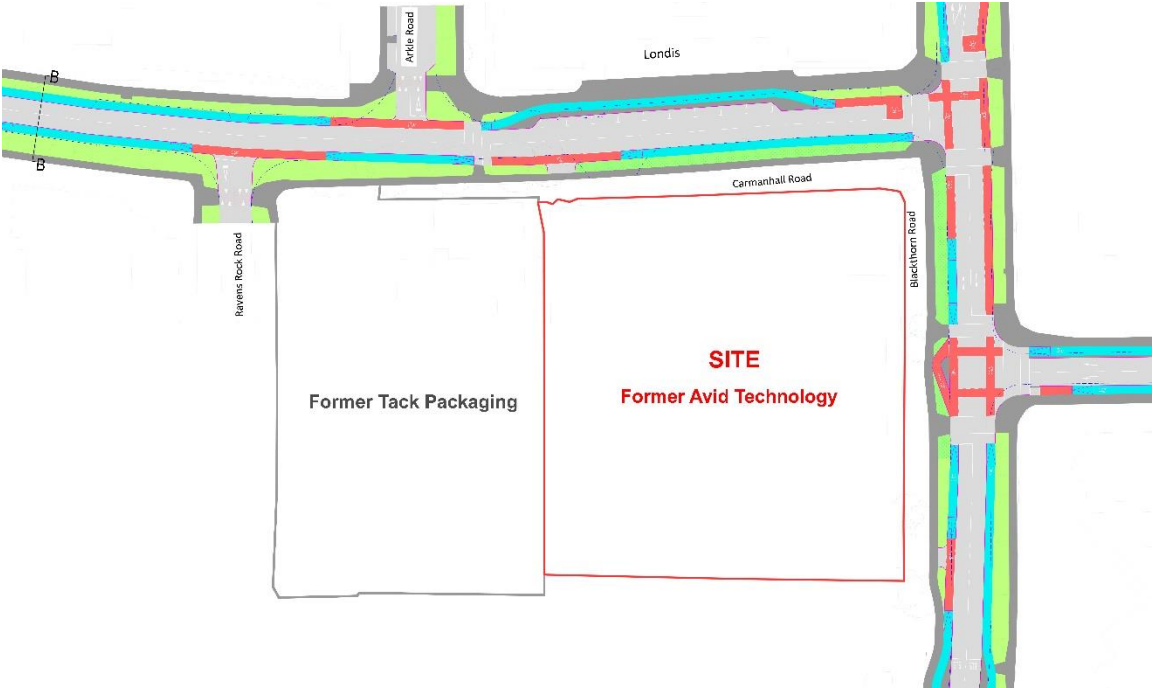 B
Arkle Road
Londis
B
Carmanhall Road
Ravens Rock Road
Blackthorn Road
SITE
Former Avid Technology
Former Tack Packaging